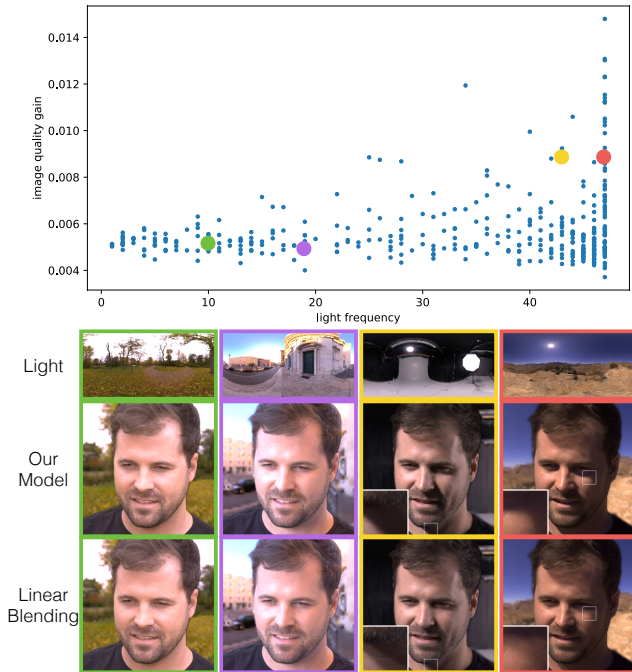 0.014
0.012
0.010
0.008
0.006
0.004
image quality gain
0
10
20
30
40
light frequency
Light
Our
Model
Linear
Blending